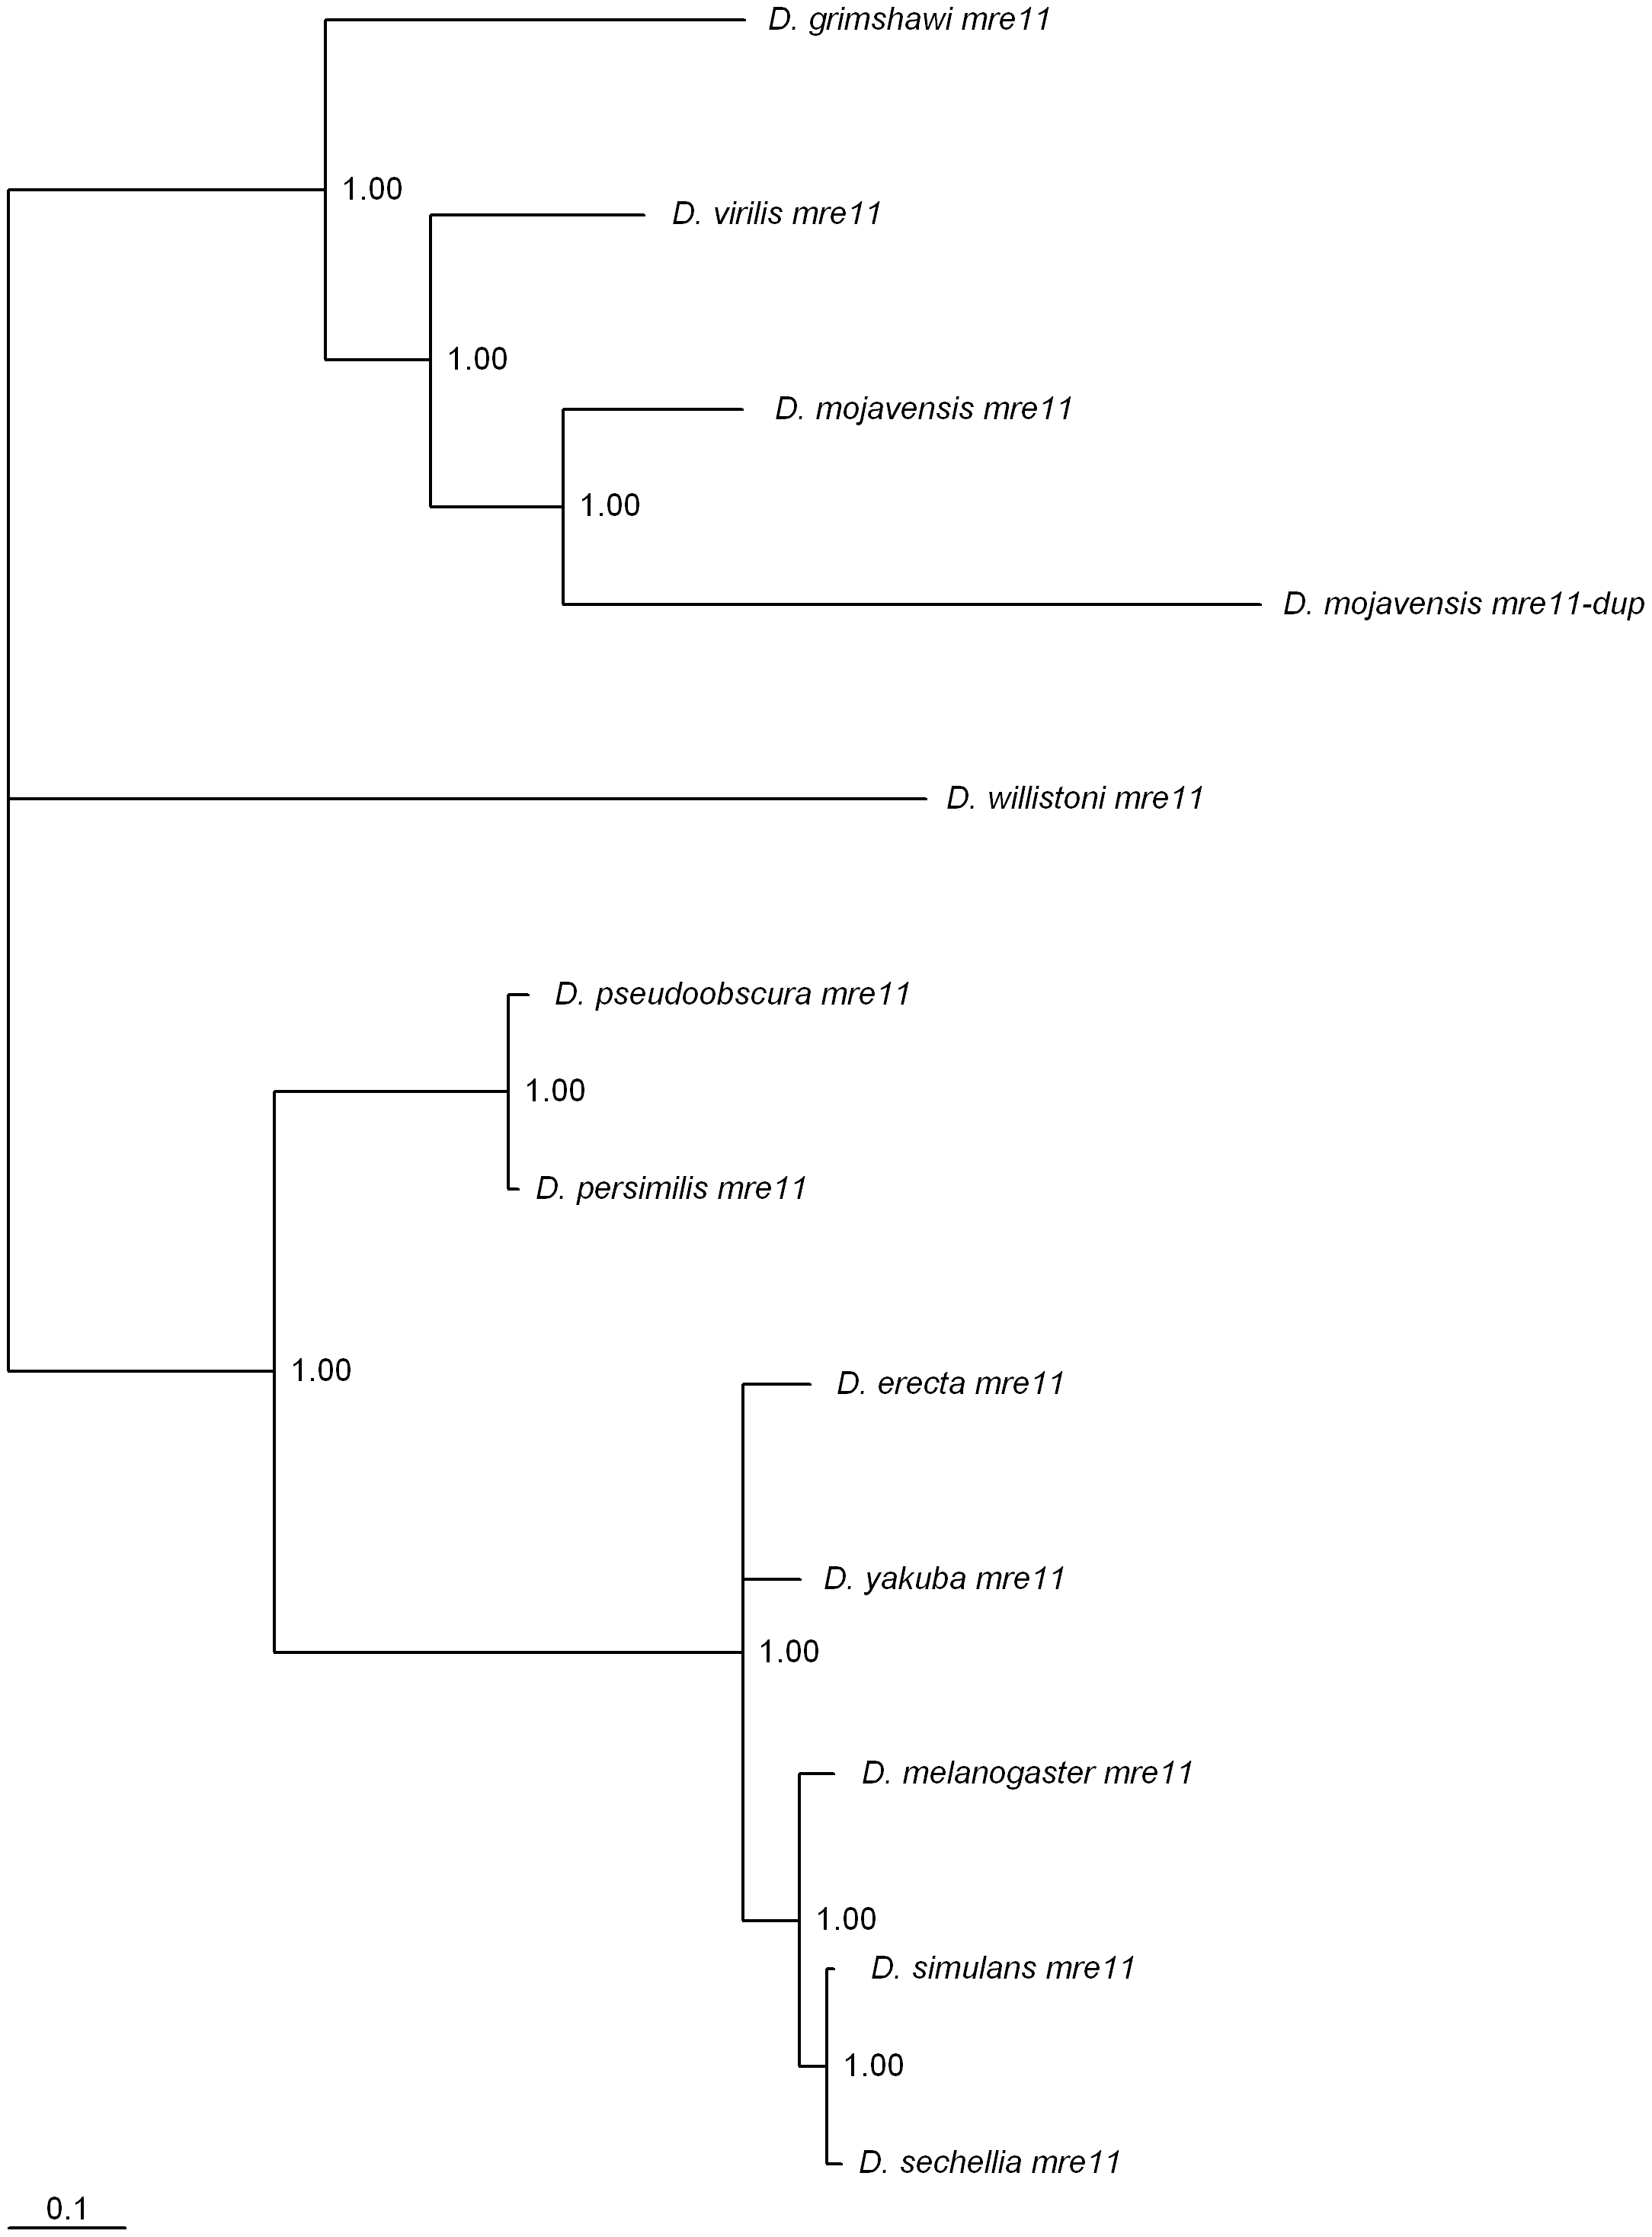 D. grimshawi mre11
1.00
D. virilis mre11
1.00
D. mojavensis mre11
1.00
D. mojavensis mre11-dup
D. willistoni mre11
D. pseudoobscura mre11
1.00
D. persimilis mre11
1.00
D. erecta mre11
D. yakuba mre11
1.00
D. melanogaster mre11
1.00
D. simulans mre11
1.00
D. sechellia mre11
0.1